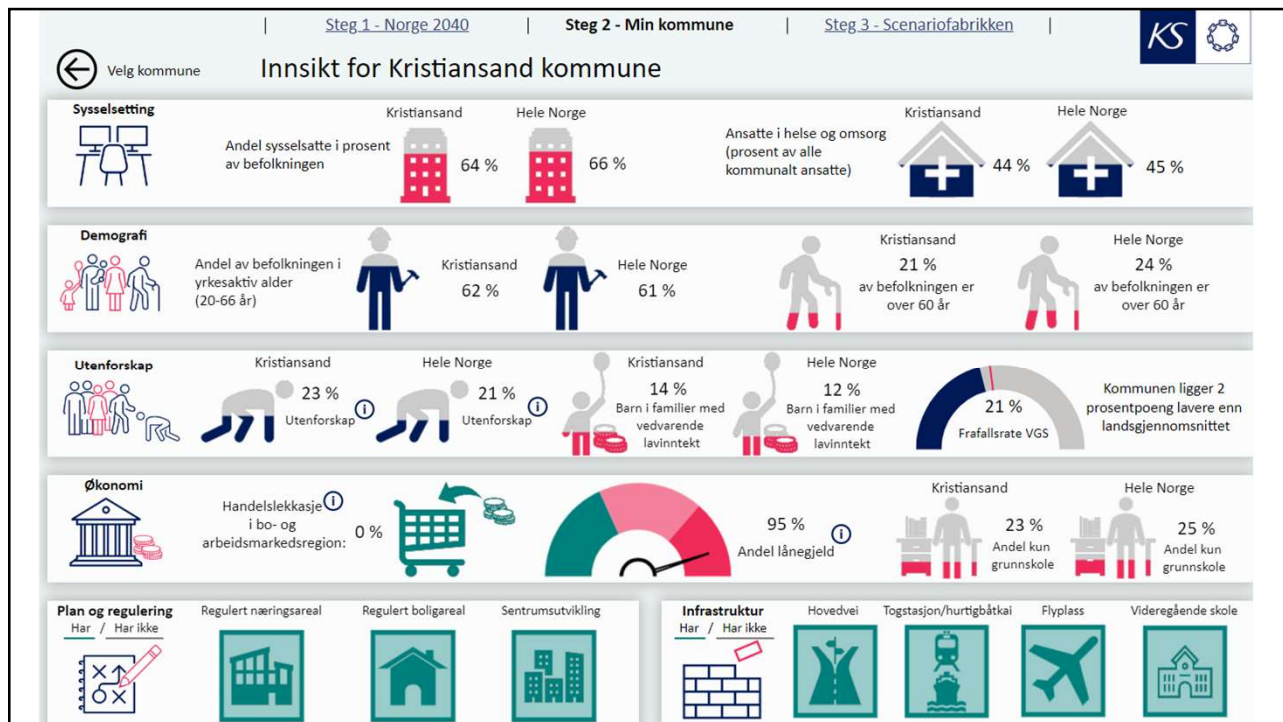 Steg 1 - Norge 2040 | Steg 2 - Min kommune | Steg 3 - Scenariofabrikken
KS
Velg kommune
Innsikt for Kristiansand kommune
Sysselsetting
Andel sysselsatte i prosent
av befolkningen
Kristiansand
64 %
Hele Norge
66 %
Ansatte i helse og omsorg
(prosent av alle
kommunalt ansatte)
Kristiansand
44 %
Hele Norge
45 %
Demografi
Andel av befolkningen i
yrkesaktiv alder
(20-66 år)
Kristiansand
62 %
Hele Norge
61 %
Kristiansand
21 %
av befolkningen er
over 60 år
Hele Norge
24 %
av befolkningen er
over 60 år
Utenforskap
Kristiansand
23 %
Utenforskap
i
Hele Norge
21 %
Utenforskap
i
Kristiansand
14 %
Barn i familier med
vedvarende
lavinntekt
Hele Norge
12 %
Barn i familier med
vedvarende
lavinntekt
21 %
Frafallsrate VGS
Kommunen ligger 2
prosentpoeng lavere enn
landsgjennomsnittet
Økonomi
Handelslekkasje
i
i bo- og
arbeidsmarkedsregion:
0 %
95 %
Andel lånegjeld
i
Kristiansand
23 %
Andel kun
grunnskole
Hele Norge
25 %
Andel kun
grunnskole
Plan og regulering
Har / Har ikke
Regulert næringsareal
Regulert boligareal
Sentrumsutvikling
Infrastruktur
Har / Har ikke
Hovedvei
Togstasjon/hurtigbåtkai
Flyplass
Videregående skole